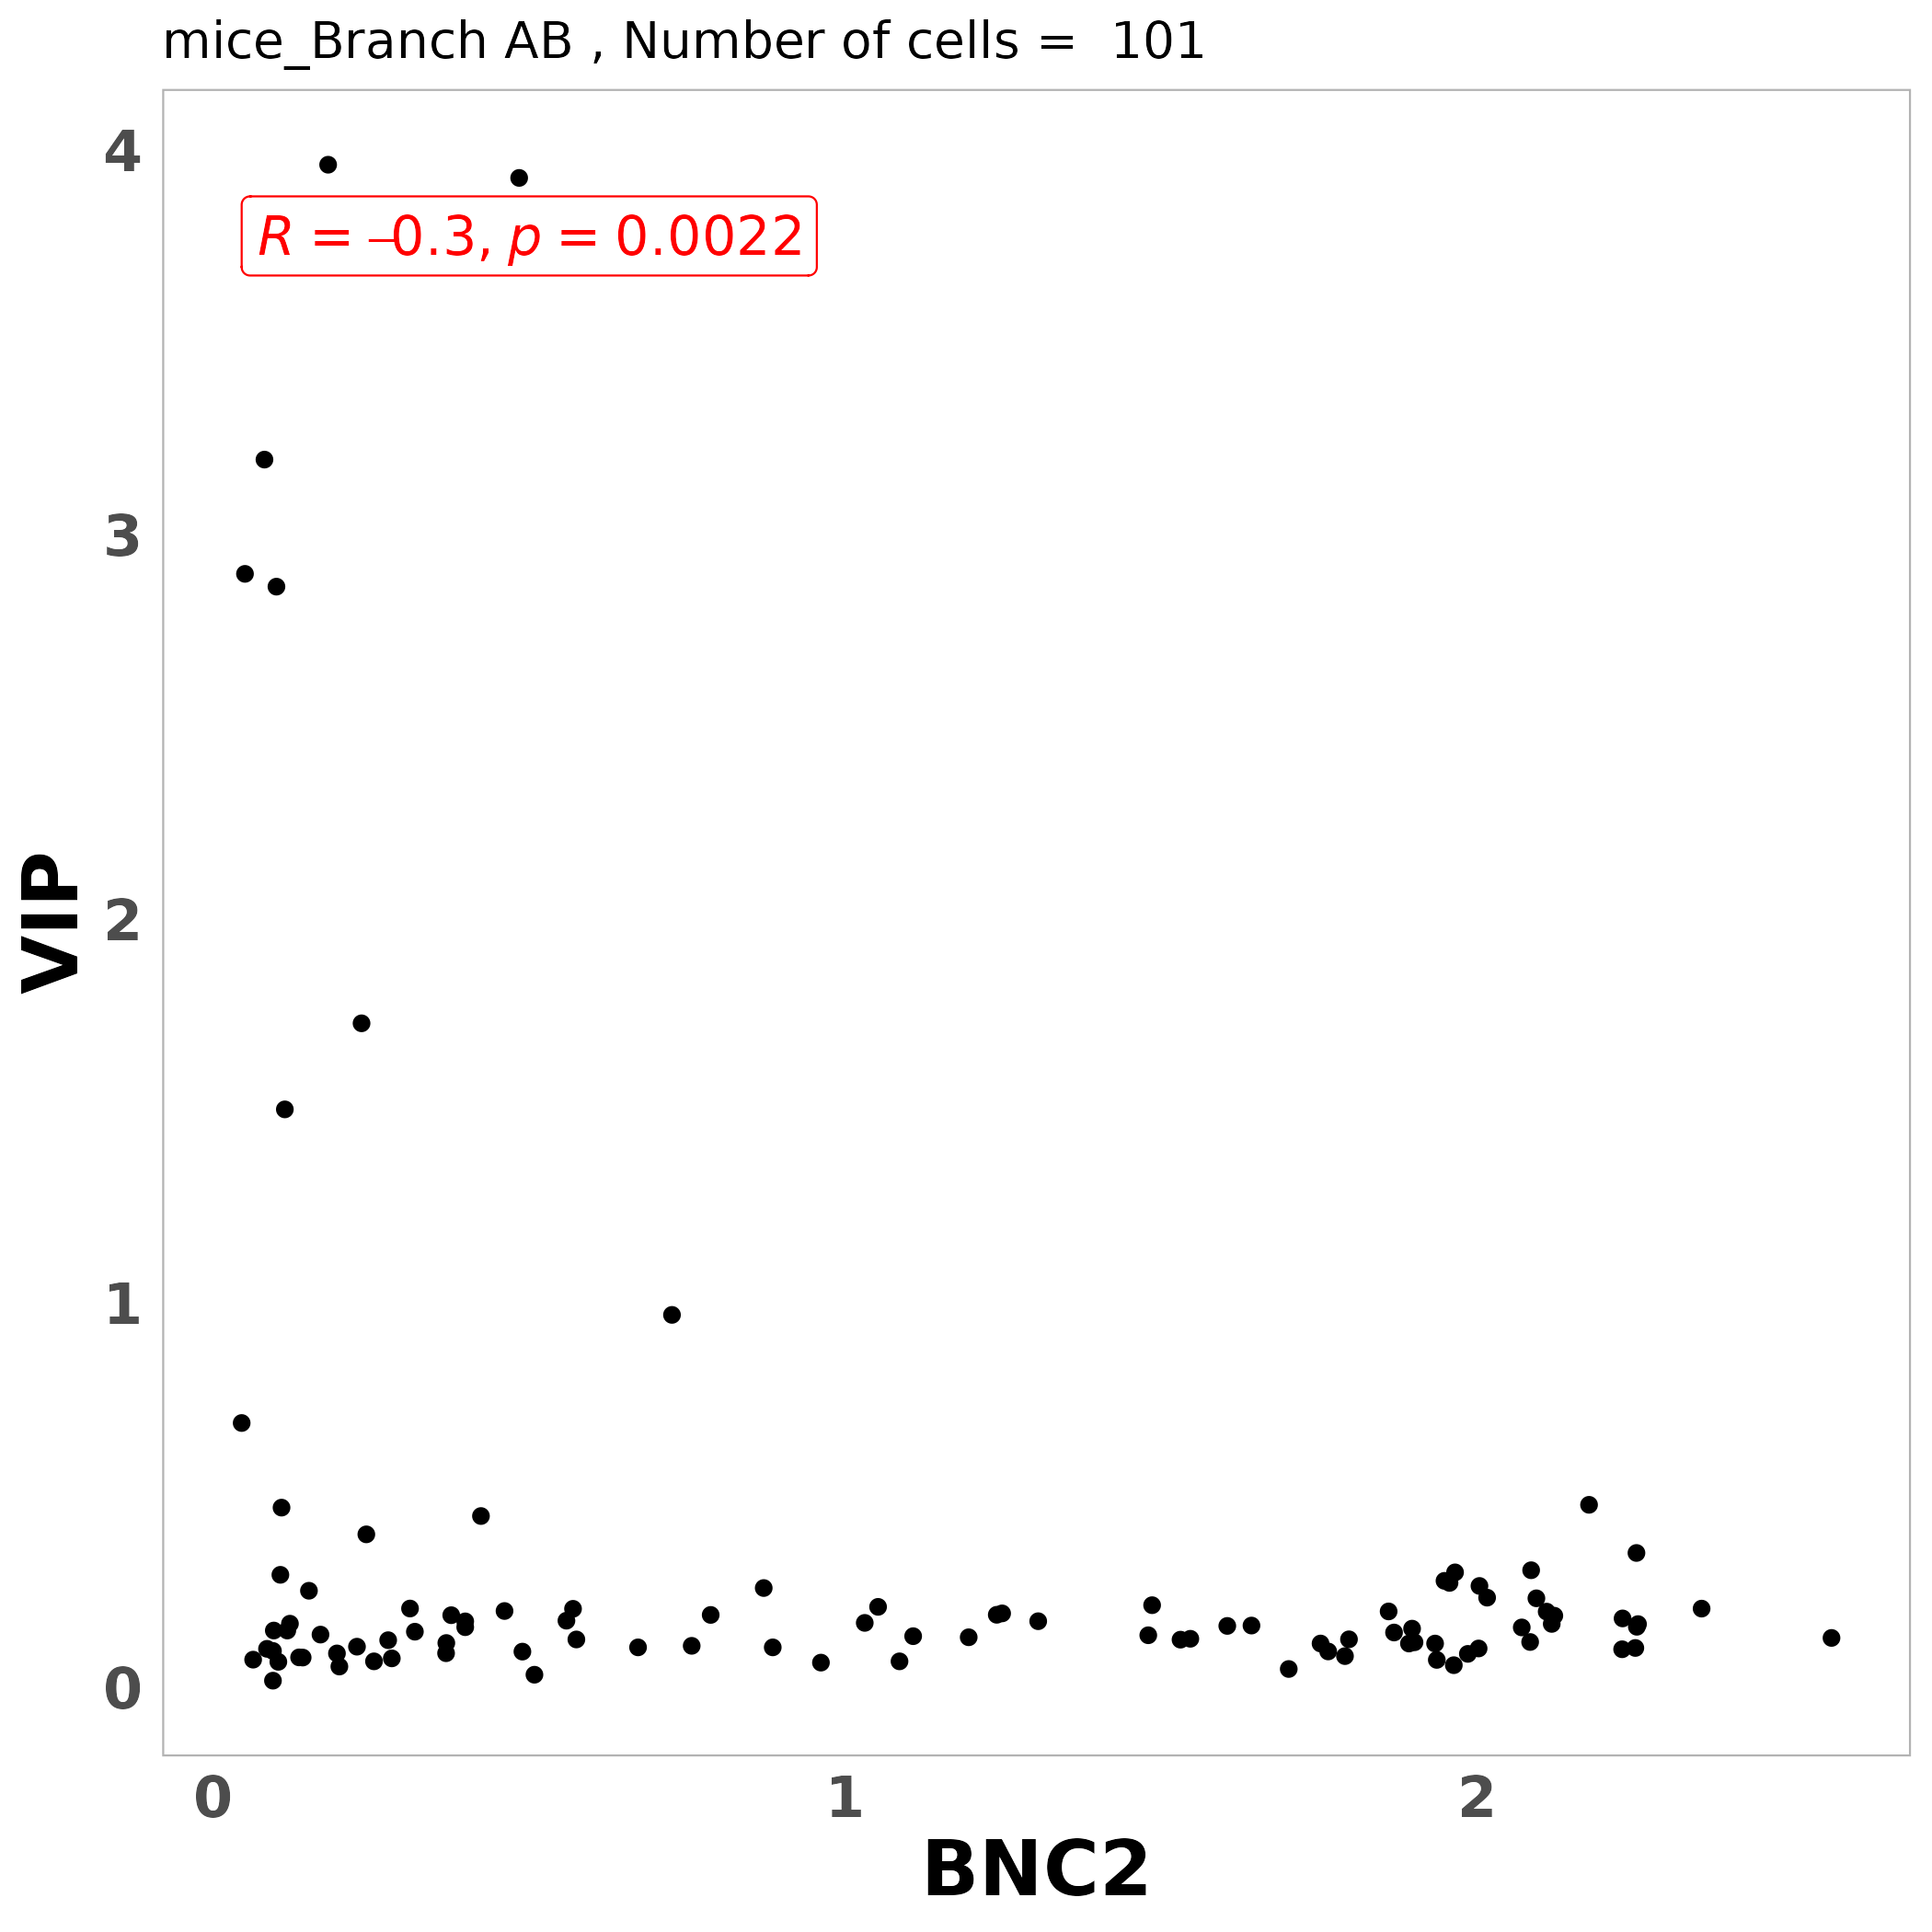 mice_Branch AB , Number of cells =  101
4
R = –0.3, p = 0.0022
3
2
1
0
VIP
0 1 2
BNC2